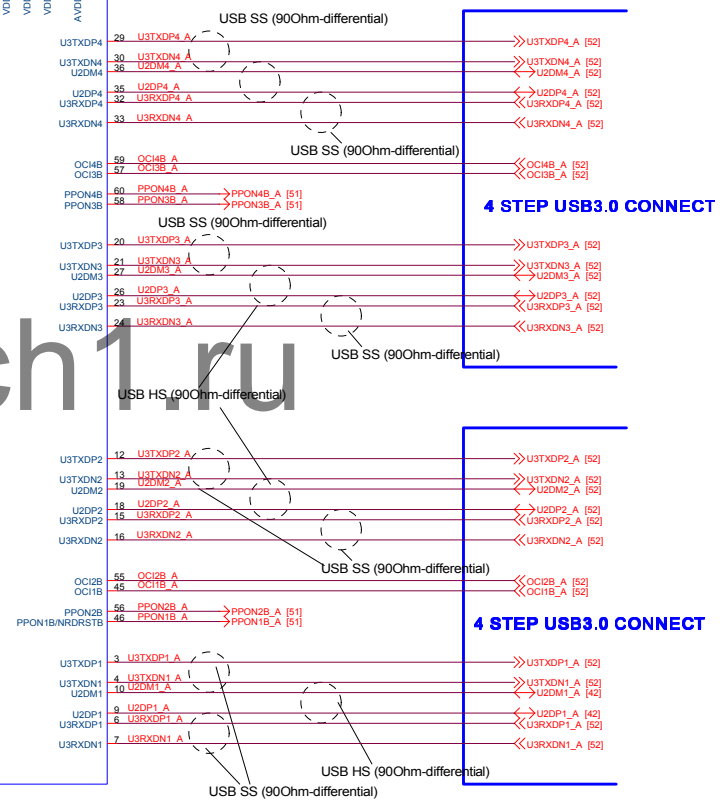 VDD
VDD
VDD
AVD
USB SS (90Ohm-differential)
U3TXDP4 29 U3TXDP4_A U3TXDP4_A [52]
U3TXDN4 30 U3TXDN4_A U3TXDN4_A [52]
U2DM4 36 U2DM4_A U2DM4_A [52]
U2DP4 35 U2DP4_A U2DP4_A [52]
U3RXDP4 32 U3RXDP4_A U3RXDP4_A [52]
U3RXDN4 33 U3RXDN4_A U3RXDN4_A [52]
USB SS (90Ohm-differential)
OCI4B 59 OCI4B_A OCI4B_A [52]
OCI3B 57 OCI3B_A OCI3B_A [52]
PPON4B 60 PPON4B_A PPON4B_A [51]
PPON3B 58 PPON3B_A PPON3B_A [51]
4 STEP USB3.0 CONNECT
USB SS (90Ohm-differential)
U3TXDP3 20 U3TXDP3_A U3TXDP3_A [52]
U3TXDN3 21 U3TXDN3_A U3TXDN3_A [52]
U2DM3 27 U2DM3_A U2DM3_A [52]
U2DP3 26 U2DP3_A U2DP3_A [52]
U3RXDP3 23 U3RXDP3_A U3RXDP3_A [52]
U3RXDN3 24 U3RXDN3_A U3RXDN3_A [52]
USB SS (90Ohm-differential)
ch1.ru
USB HS (90Ohm-differential)
U3TXDP2 12 U3TXDP2_A U3TXDP2_A [52]
U3TXDN2 13 U3TXDN2_A U3TXDN2_A [52]
U2DM2 19 U2DM2_A U2DM2_A [52]
U2DP2 18 U2DP2_A U2DP2_A [52]
U3RXDP2 15 U3RXDP2_A U3RXDP2_A [52]
U3RXDN2 16 U3RXDN2_A U3RXDN2_A [52]
USB SS (90Ohm-differential)
OCI2B 55 OCI2B_A OCI2B_A [52]
OCI1B 45 OCI1B_A OCI1B_A [52]
PPON2B 56 PPON2B_A PPON2B_A [51]
PPON1B/NRDRSTB 46 PPON1B_A PPON1B_A [51]
4 STEP USB3.0 CONNECT
U3TXDP1 3 U3TXDP1_A U3TXDP1_A [52]
U3TXDN1 4 U3TXDN1_A U3TXDN1_A [52]
U2DM1 10 U2DM1_A U2DM1_A [42]
U2DP1 9 U2DP1_A U2DP1_A [42]
U3RXDP1 6 U3RXDP1_A U3RXDP1_A [52]
U3RXDN1 7 U3RXDN1_A U3RXDN1_A [52]
USB HS (90Ohm-differential)
USB SS (90Ohm-differential)